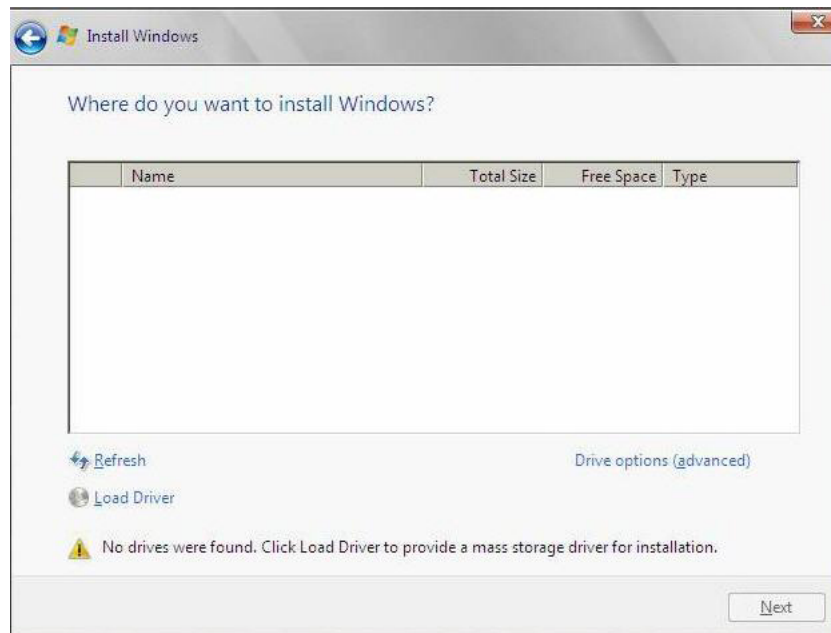 Install Windows
Where do you want to install Windows?
Name Total Size Free Space Type
Refresh Drive options (advanced)
Load Driver
No drives were found. Click Load Driver to provide a mass storage driver for installation.
Next